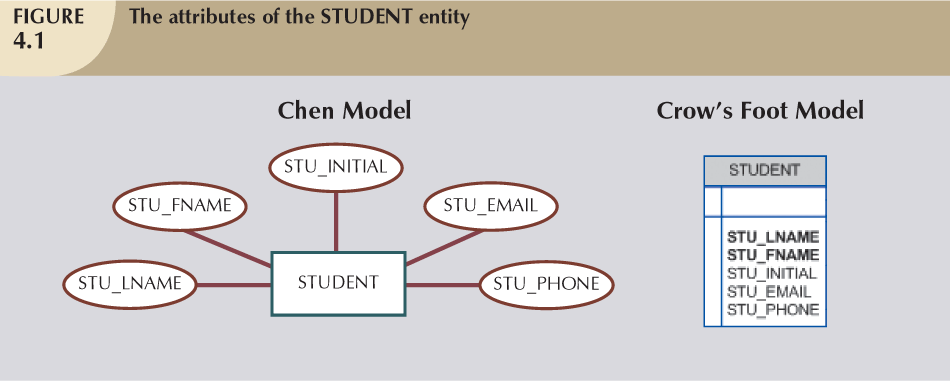 FIGURE
4.1
The attributes of the STUDENT entity
Chen Model
Crow's Foot Model
STU_INITIAL
STU_FNAME
STU_EMAIL
STU_LNAME
STUDENT
STU_PHONE
STUDENT
STU_LNAME
STU_FNAME
STU_INITIAL
STU_EMAIL
STU_PHONE